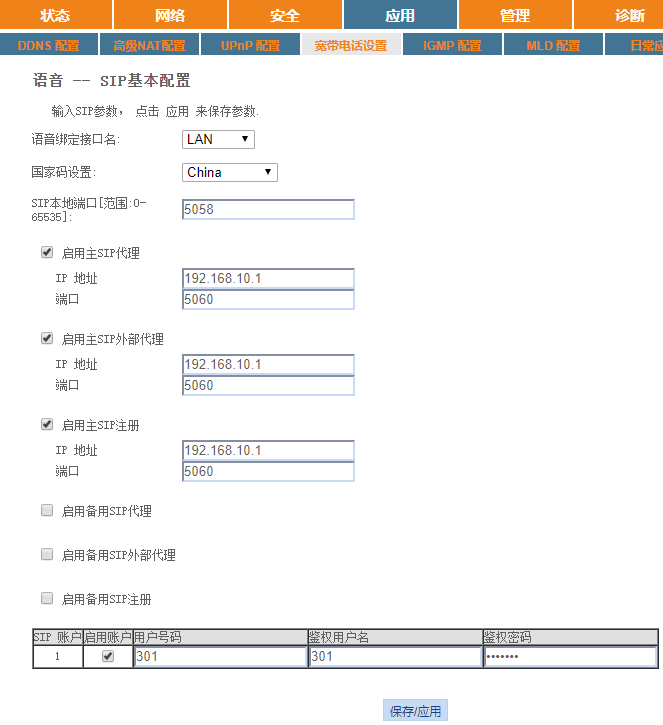 状态 网络 安全 应用 管理 诊断
DDNS 配置 高级NAT配置 UPnP 配置 宽带电话设置 IGMP 配置 MLD 配置 日常应
语音 -- SIP基本配置
输入SIP参数, 点击 应用 来保存参数.
语音绑定接口名: LAN
国家码设置: China
SIP本地端口[范围:0-
65535]: 5058
启用主SIP代理
IP 地址 192.168.10.1
端口 5060
启用主SIP外部代理
IP 地址 192.168.10.1
端口 5060
启用主SIP注册
IP 地址 192.168.10.1
端口 5060
启用备用SIP代理
启用备用SIP外部代理
启用备用SIP注册
SIP 账户 启用账户 用户号码 鉴权用户名 鉴权密码
1 301 301 •••••••
保存/应用